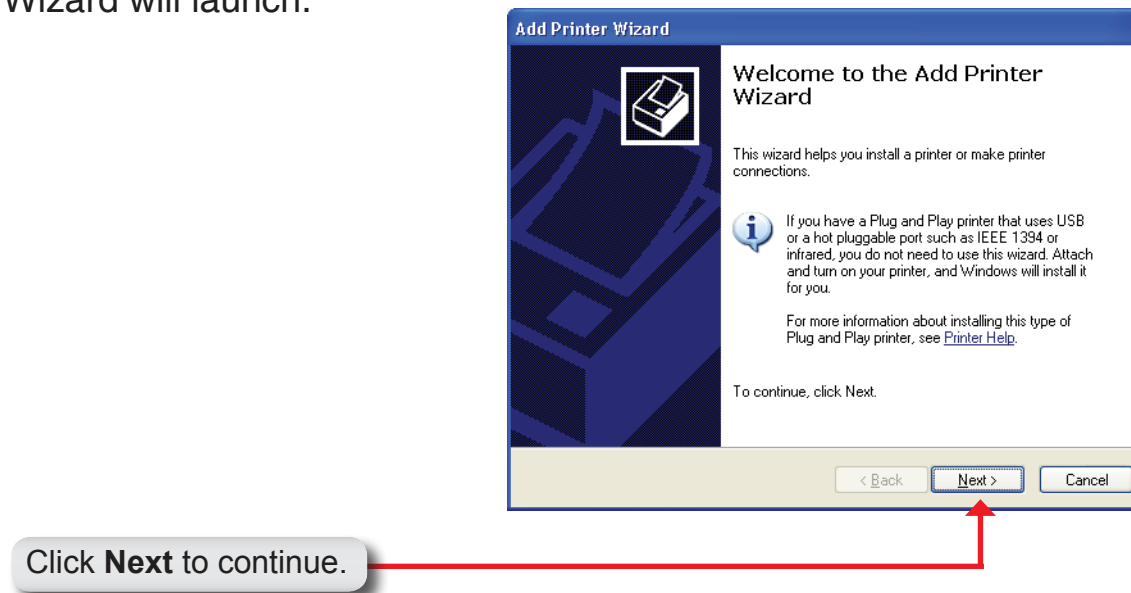 Wizard will launch.
Add Printer Wizard
Welcome to the Add Printer
Wizard
This wizard helps you install a printer or make printer
connections.
If you have a Plug and Play printer that uses USB
or a hot pluggable port such as IEEE 1394 or
infrared, you do not need to use this wizard. Attach
and turn on your printer, and Windows will install it
for you.
For more information about installing this type of
Plug and Play printer, see Printer Help.
To continue, click Next.
< Back
Next >
Cancel
Click Next to continue.